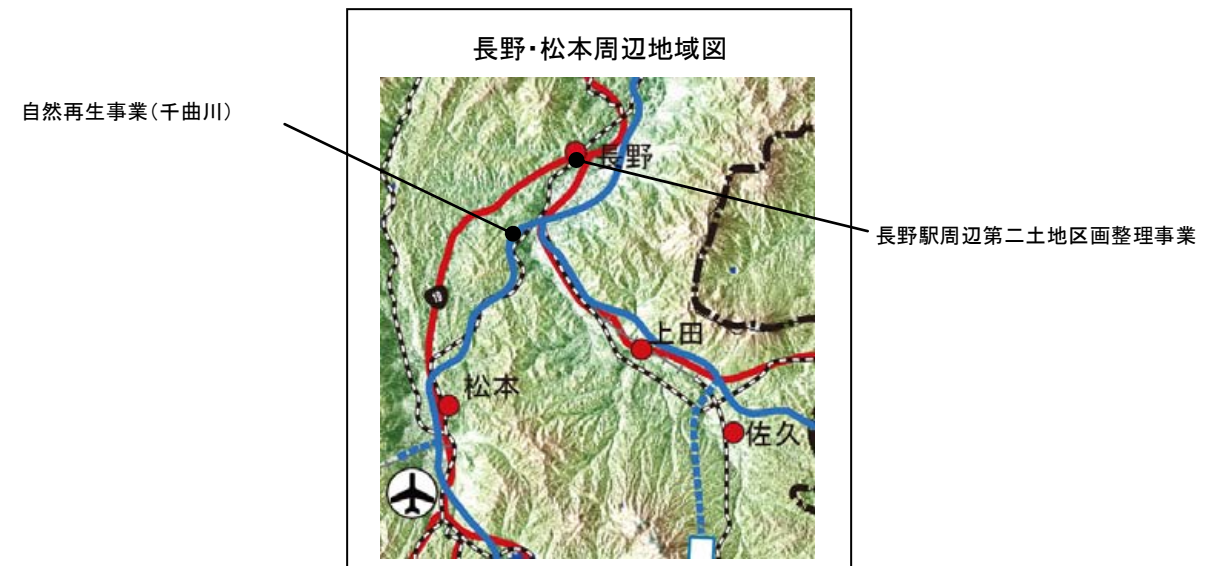 長野・松本周辺地域図
自然再生事業（千曲川）
長野
長野駅周辺第二土地区画整理事業
上田
松本
佐久